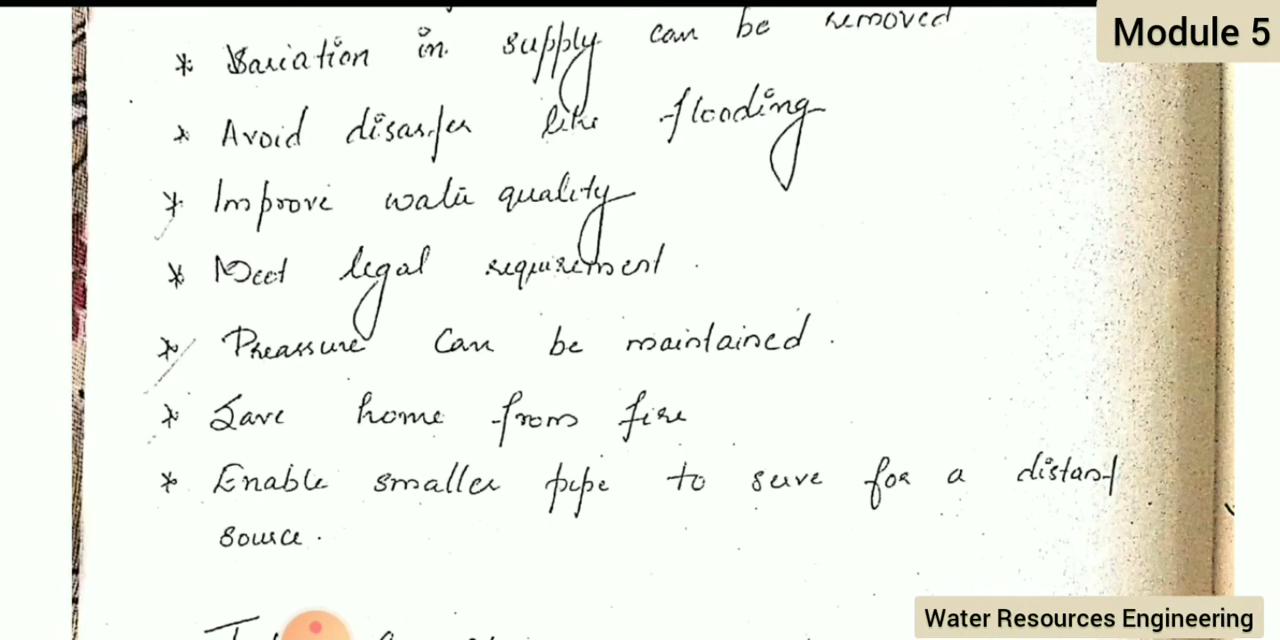 Module 5
* Variation in supply can be removed
* Avoid disaster like flooding
* Improve water quality
* Meet legal requirement.
* Preassure can be maintained.
* Save home from fire
* Enable smaller pipe to serve for a distant
source.
Water Resources Engineering